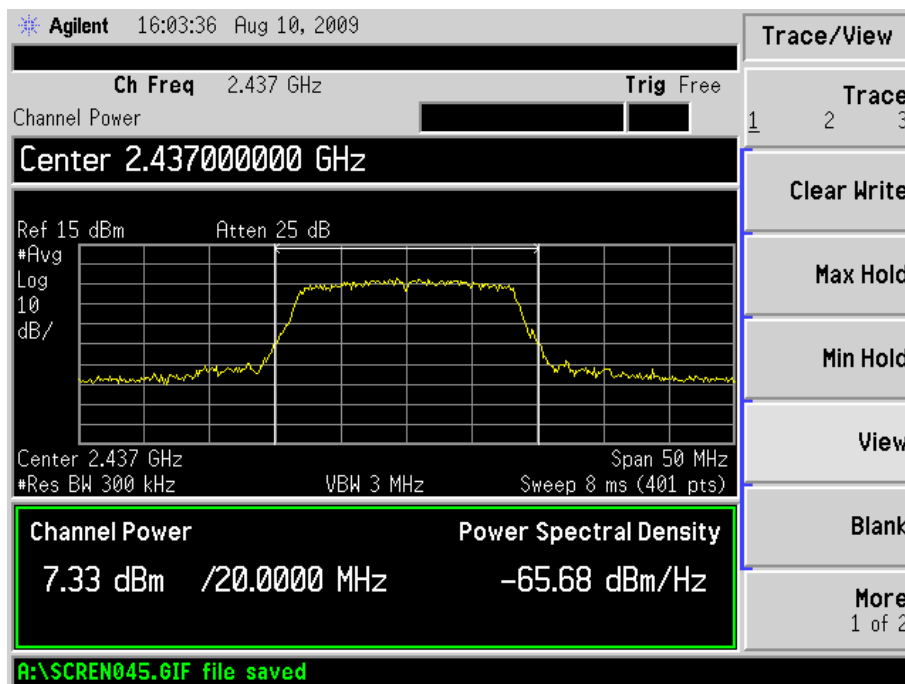 Agilent 16:03:36 Aug 10, 2009
Ch Freq 2.437 GHz Trig Free
Channel Power
Center 2.437000000 GHz
Ref 15 dBm Atten 25 dB
#Avg
Log
10
dB/
Center 2.437 GHz Span 50 MHz
#Res BW 300 kHz VBW 3 MHz Sweep 8 ms (401 pts)
Channel Power Power Spectral Density
7.33 dBm /20.0000 MHz -65.68 dBm/Hz
A:\SCREN045.GIF file saved
Trace/View
Trace
1 2 3
Clear Write
Max Hold
Min Hold
View
Blank
More
1 of 2